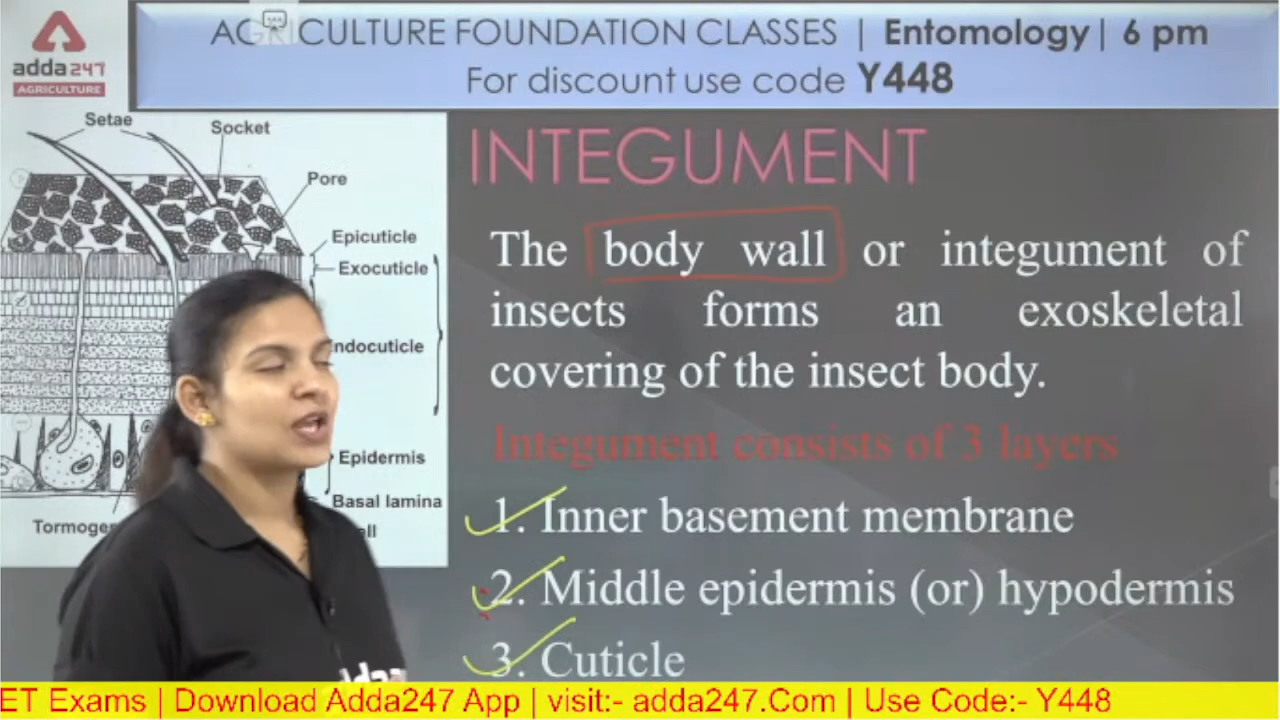 AGRICULTURE FOUNDATION CLASSES | Entomology| 6 pm
For discount use code Y448
adda247
AGRICULTURE
Setae
Socket
Pore
Epicuticle
Exocuticle
ndocuticle
Epidermis
Basal lamina
Tormoge
ell
INTEGUMENT
The body wall or integument of
insects forms an exoskeletal
covering of the insect body.
Integument consists of 3 layers
1. Inner basement membrane
2. Middle epidermis (or) hypodermis
3. Cuticle
adda
ET Exams | Download Adda247 App | visit:- adda247.Com | Use Code:- Y448